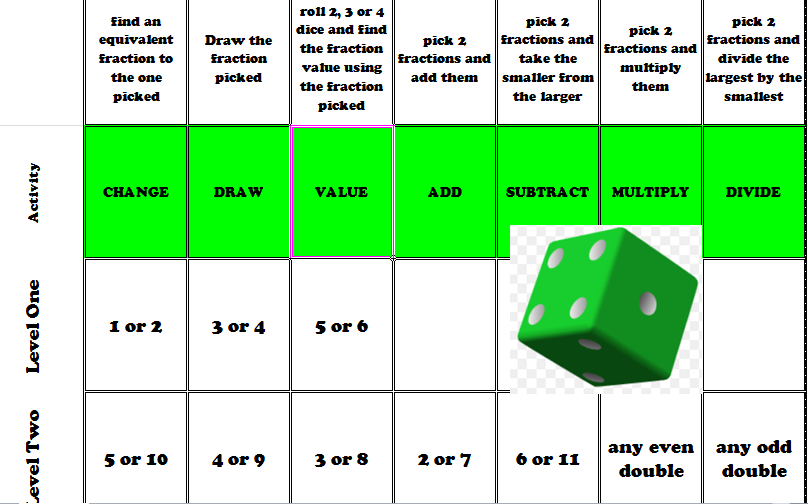 find an
equivalent
fraction to
the one
picked
Draw the
fraction
picked
roll 2, 3 or 4
dice and find
the fraction
value using
the fraction
picked
pick 2
fractions and
add them
pick 2
fractions and
take the
smaller from
the larger
pick 2
fractions and
multiply
them
pick 2
fractions and
divide the
largest by the
smallest
Activity
CHANGE
DRAW
VALUE
ADD
SUBTRACT
MULTIPLY
DIVIDE
Level One
1 or 2
3 or 4
5 or 6
Level Two
5 or 10
4 or 9
3 or 8
2 or 7
6 or 11
any even
double
any odd
double